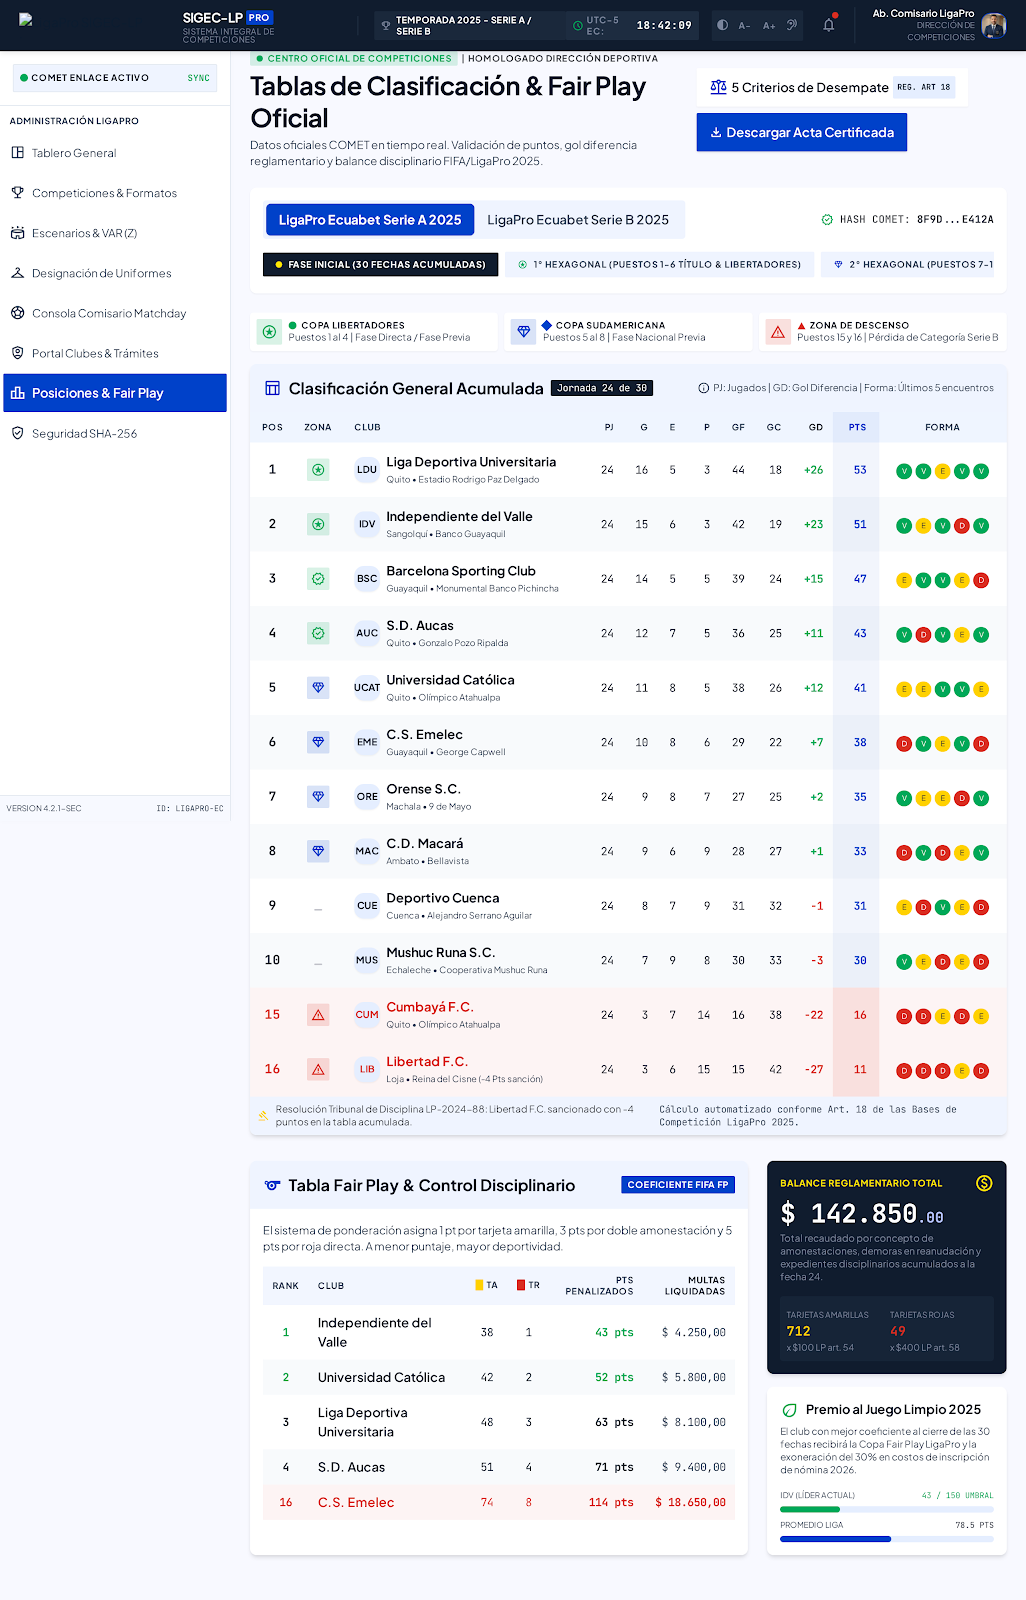 SIGEC-LP PRO
SISTEMA INTEGRAL DE
COMPETICIONES
TEMPORADA 2025 - SERIE A /
SERIE B
UTC-5
EC:
18:42:09
A-
A+
Ab. Comisario LigaPro
DIRECCIÓN DE
COMPETICIONES
COMET ENLACE ACTIVO SYNC
ADMINISTRACIÓN LIGAPRO
Tablero General
Competiciones & Formatos
Escenarios & VAR (Z)
Designación de Uniformes
Consola Comisario Matchday
Portal Clubes & Trámites
Posiciones & Fair Play
Seguridad SHA-256
VERSION 4.2.1-SEC ID: LIGAPRO-EC
CENTRO OFICIAL DE COMPETICIONES | HOMOLOGADO DIRECCIÓN DEPORTIVA
Tablas de Clasificación & Fair Play
Oficial
Datos oficiales COMET en tiempo real. Validación de puntos, gol diferencia
reglamentario y balance disciplinario FIFA/LigaPro 2025.
5 Criterios de Desempate REG. ART 18
Descargar Acta Certificada
LigaPro Ecuabet Serie A 2025
LigaPro Ecuabet Serie B 2025
HASH COMET: 8F9D...E412A
FASE INICIAL (30 FECHAS ACUMULADAS)
1° HEXAGONAL (PUESTOS 1-6 TÍTULO & LIBERTADORES)
2° HEXAGONAL (PUESTOS 7-1
COPA LIBERTADORES
Puestos 1 al 4 | Fase Directa / Fase Previa
COPA SUDAMERICANA
Puestos 5 al 8 | Fase Nacional Previa
ZONA DE DESCENSO
Puestos 15 y 16 | Pérdida de Categoría Serie B
Clasificación General Acumulada Jornada 24 de 30
PJ: Jugados | GD: Gol Diferencia | Forma: Últimos 5 encuentros
POS ZONA CLUB PJ G E P GF GC GD PTS FORMA
1 LDU Liga Deportiva Universitaria 24 16 5 3 44 18 +26 53 V V E V V
Quito • Estadio Rodrigo Paz Delgado
2 IDV Independiente del Valle 24 15 6 3 42 19 +23 51 V E V D V
Sangolquí • Banco Guayaquil
3 BSC Barcelona Sporting Club 24 14 5 5 39 24 +15 47 E V V E D
Guayaquil • Monumental Banco Pichincha
4 AUC S.D. Aucas 24 12 7 5 36 25 +11 43 V D V E V
Quito • Gonzalo Pozo Ripalda
5 UCAT Universidad Católica 24 11 8 5 38 26 +12 41 E E V V E
Quito • Olímpico Atahualpa
6 EME C.S. Emelec 24 10 8 6 29 22 +7 38 D V E V D
Guayaquil • George Capwell
7 ORE Orense S.C. 24 9 8 7 27 25 +2 35 V E E D V
Machala • 9 de Mayo
8 MAC C.D. Macará 24 9 6 9 28 27 +1 33 D V D E V
Ambato • Bellavista
9 — CUE Deportivo Cuenca 24 8 7 9 31 32 -1 31 E D V E D
Cuenca • Alejandro Serrano Aguilar
10 — MUS Mushuc Runa S.C. 24 7 9 8 30 33 -3 30 V E D E D
Echaleche • Cooperativa Mushuc Runa
15 CUM Cumbayá F.C. 24 3 7 14 16 38 -22 16 D D E D E
Quito • Olímpico Atahualpa
16 LIB Libertad F.C. 24 3 6 15 15 42 -27 11 D D D E D
Loja • Reina del Cisne (-4 Pts sanción)
Resolución Tribunal de Disciplina LP-2024-88: Libertad F.C. sancionado con -4
puntos en la tabla acumulada.
Cálculo automatizado conforme Art. 18 de las Bases de
Competición LigaPro 2025.
Tabla Fair Play & Control Disciplinario COEFICIENTE FIFA FP
El sistema de ponderación asigna 1 pt por tarjeta amarilla, 3 pts por doble amonestación y 5
pts por roja directa. A menor puntaje, mayor deportividad.
RANK CLUB TA TR PTS PENALIZADOS MULTAS LIQUIDADAS
1 Independiente del Valle 38 1 43 pts $ 4.250,00
2 Universidad Católica 42 2 52 pts $ 5.800,00
3 Liga Deportiva Universitaria 48 3 63 pts $ 8.100,00
4 S.D. Aucas 51 4 71 pts $ 9.400,00
16 C.S. Emelec 74 8 114 pts $ 18.650,00
BALANCE REGLAMENTARIO TOTAL
$ 142.850.00
Total recaudado por concepto de
amonestaciones, demoras en reanudación y
expedientes disciplinarios acumulados a la
fecha 24.
TARJETAS AMARILLAS
712
x $100 LP art. 54
TARJETAS ROJAS
49
x $400 LP art. 58
Premio al Juego Limpio 2025
El club con mejor coeficiente al cierre de las 30
fechas recibirá la Copa Fair Play LigaPro y la
exoneración del 30% en costos de inscripción
de nómina 2026.
IDV (LÍDER ACTUAL) 43 / 150 UMBRAL
PROMEDIO LIGA 78.5 PTS